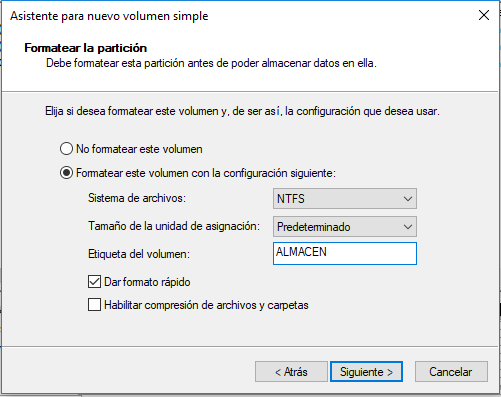 Asistente para nuevo volumen simple
Formatear la partición
Debe formatear esta partición antes de poder almacenar datos en ella.
Elija si desea formatear este volumen y, de ser así, la configuración que desea usar.
No formatear este volumen
Formatear este volumen con la configuración siguiente:
Sistema de archivos: NTFS
Tamaño de la unidad de asignación: Predeterminado
Etiqueta del volumen: ALMACEN
Dar formato rápido
Habilitar compresión de archivos y carpetas
< Atrás Siguiente > Cancelar